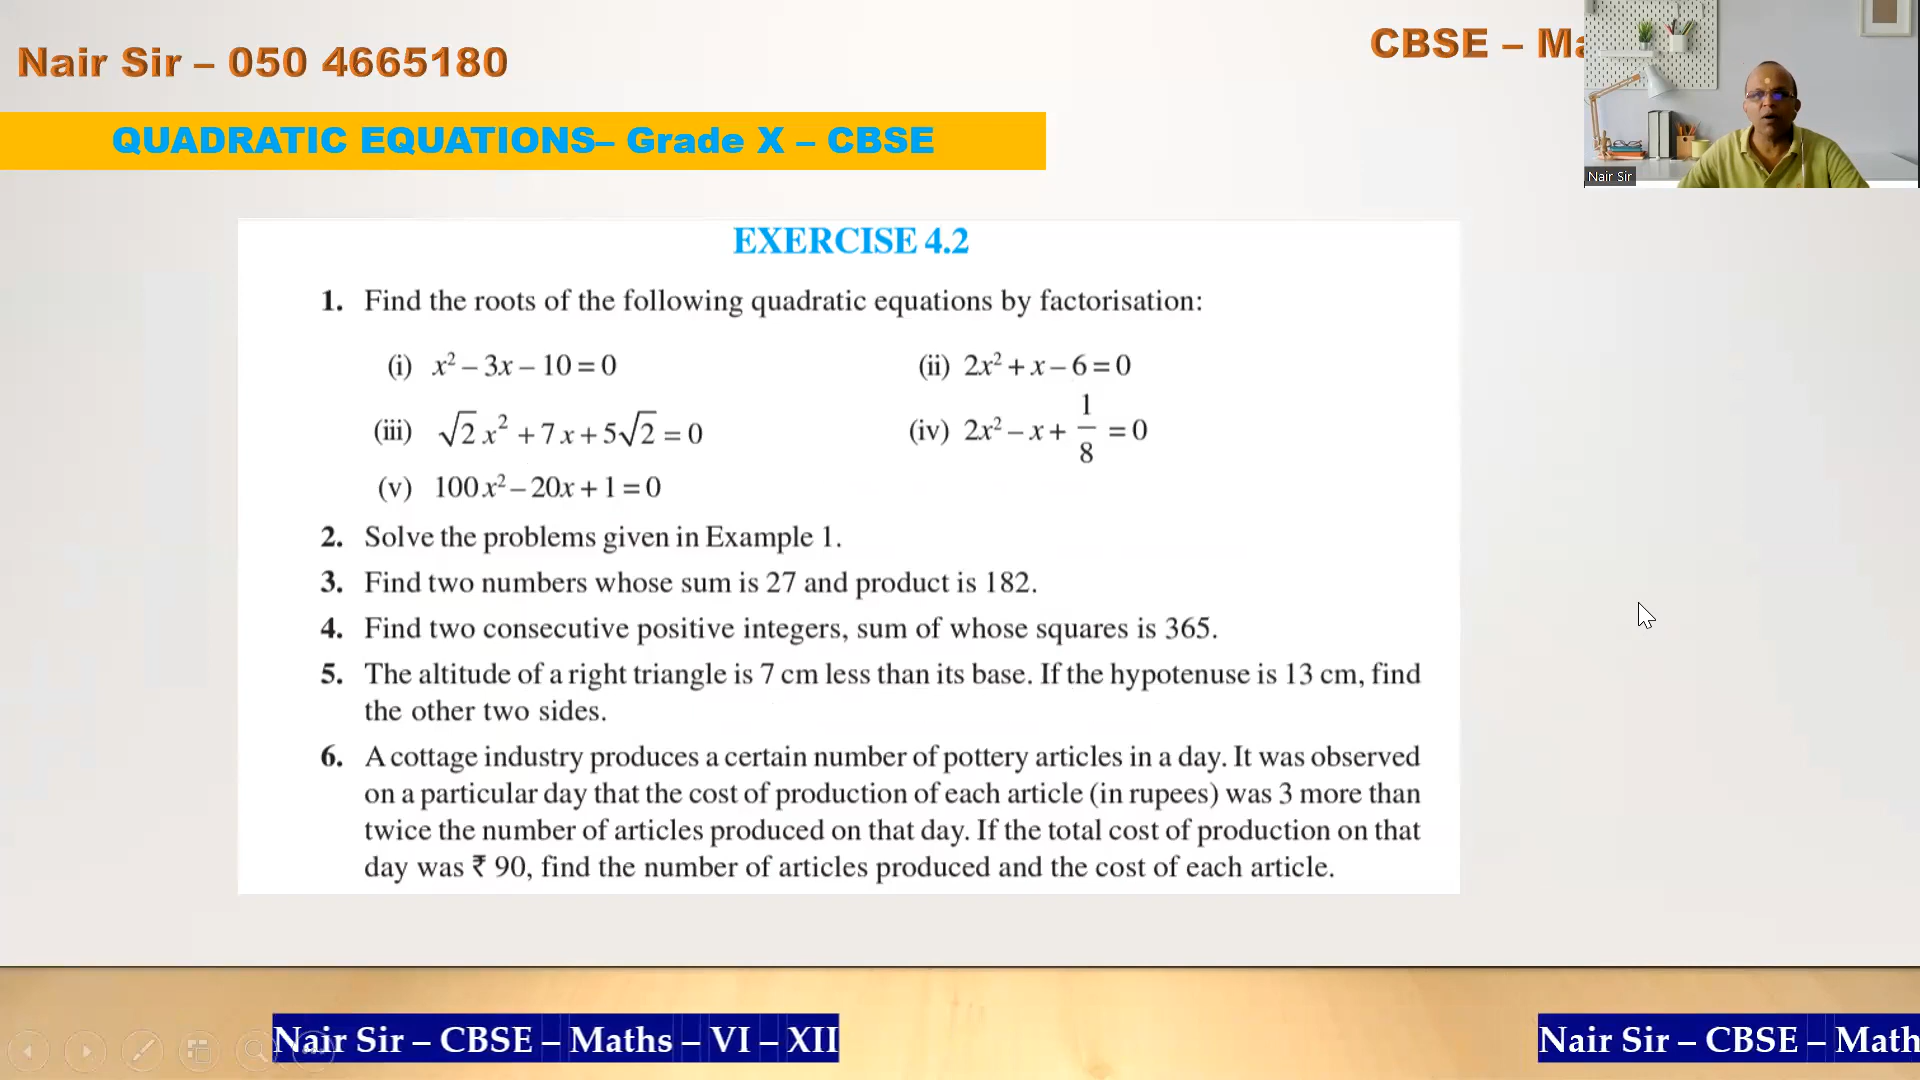 Nair Sir – 050 4665180
CBSE – Ma
QUADRATIC EQUATIONS– Grade X – CBSE
Nair Sir
EXERCISE 4.2
1. Find the roots of the following quadratic equations by factorisation:
(i) x² – 3x – 10 = 0 (ii) 2x² + x – 6 = 0
(iii) √2 x² + 7x + 5√2 = 0 (iv) 2x² – x + 1/8 = 0
(v) 100x² – 20x + 1 = 0
2. Solve the problems given in Example 1.
3. Find two numbers whose sum is 27 and product is 182.
4. Find two consecutive positive integers, sum of whose squares is 365.
5. The altitude of a right triangle is 7 cm less than its base. If the hypotenuse is 13 cm, find
the other two sides.
6. A cottage industry produces a certain number of pottery articles in a day. It was observed
on a particular day that the cost of production of each article (in rupees) was 3 more than
twice the number of articles produced on that day. If the total cost of production on that
day was ₹ 90, find the number of articles produced and the cost of each article.
Nair Sir – CBSE – Maths – VI – XII
Nair Sir – CBSE – Math